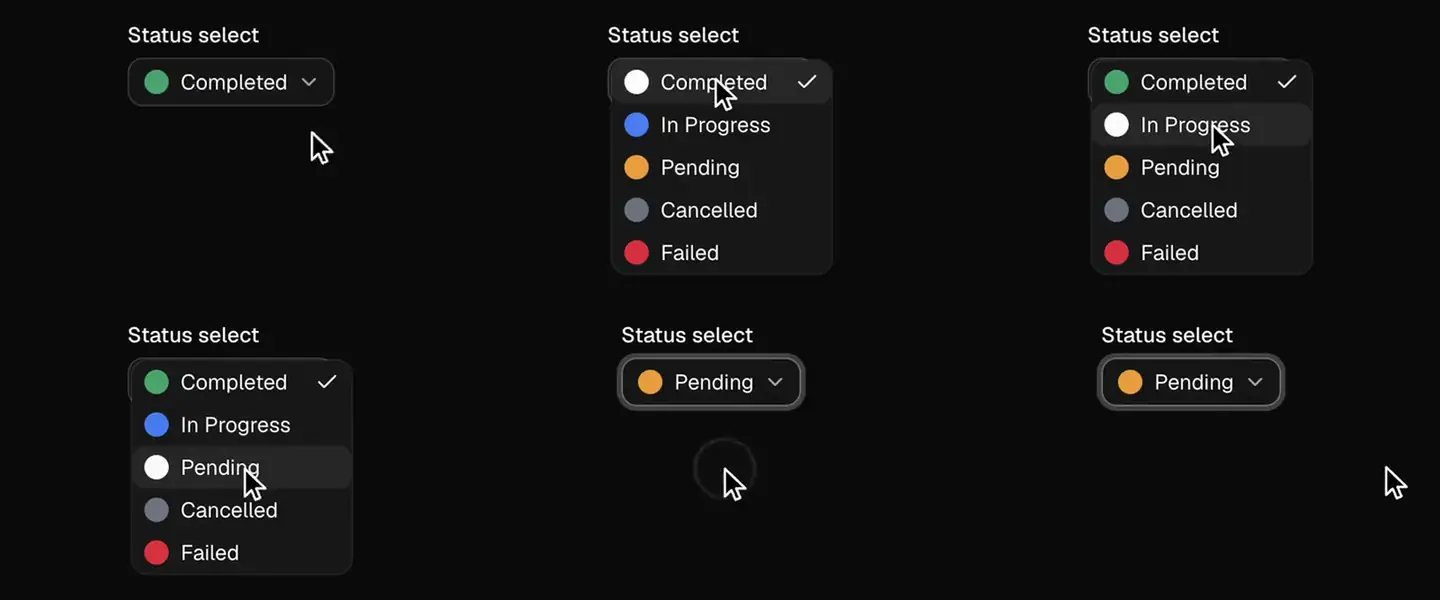 Status select
Completed
Status select
Completed
In Progress
Pending
Cancelled
Failed
Status select
Completed
In Progress
Pending
Cancelled
Failed
Status select
Completed
In Progress
Pending
Cancelled
Failed
Status select
Pending
Status select
Pending